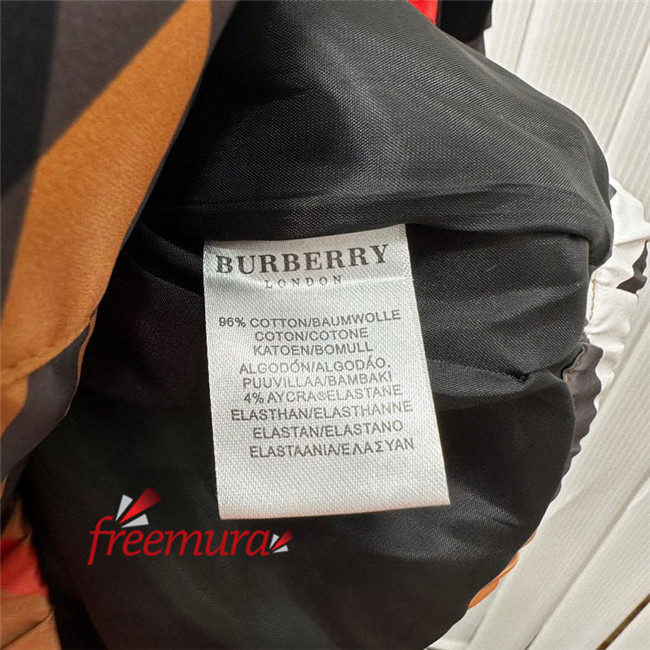 BURBERRY
LONDON
96% COTTON/BAUMWOLLE
COTON/COTONE
KATOEN/BOMULL
ALGODÓN/ALGODÁO.
PUUVILLAA/BAMBAKI
4% AYCRA®ELASTANE
ELASTHAN/ELASTHANNE
ELASTAN/ELASTANO
ELASTAANIA/ΕΛΑΣΥΑΝ
freemura